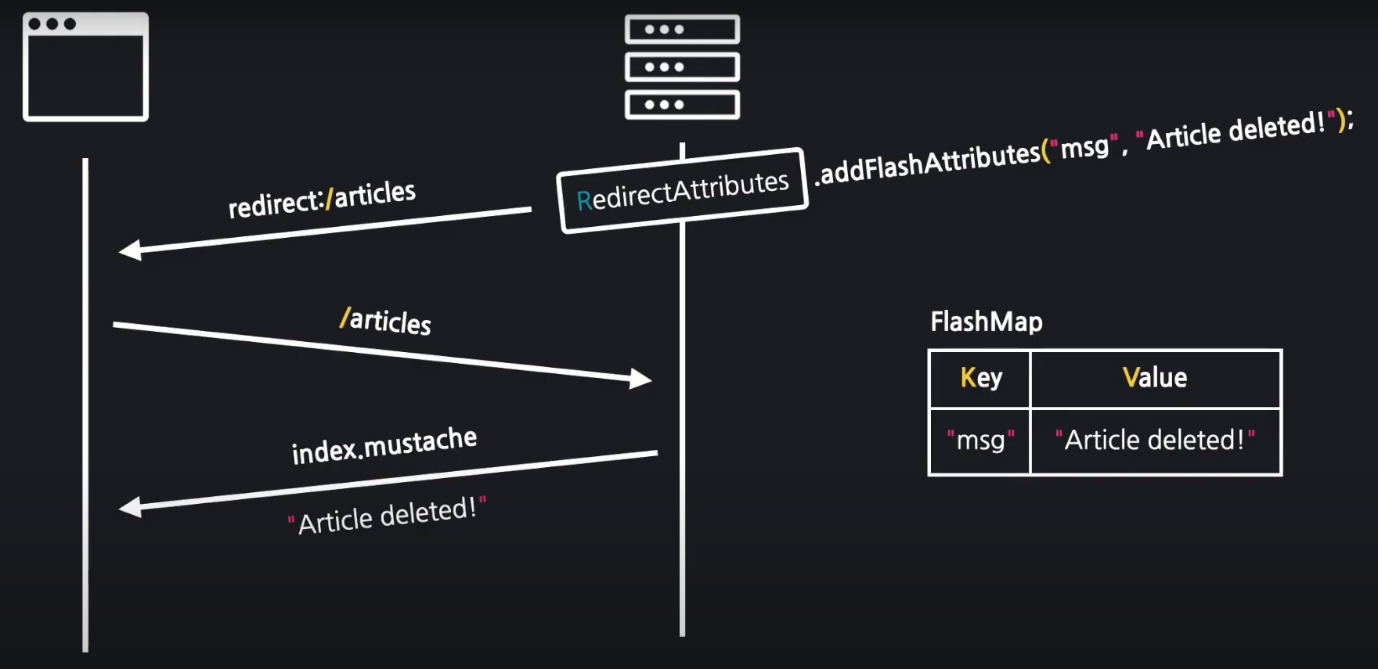 RedirectAttributes .addFlashAttributes("msg", "Article deleted!");
redirect:/articles
/articles
FlashMap
Key Value
"msg" "Article deleted!"
index.mustache
"Article deleted!"